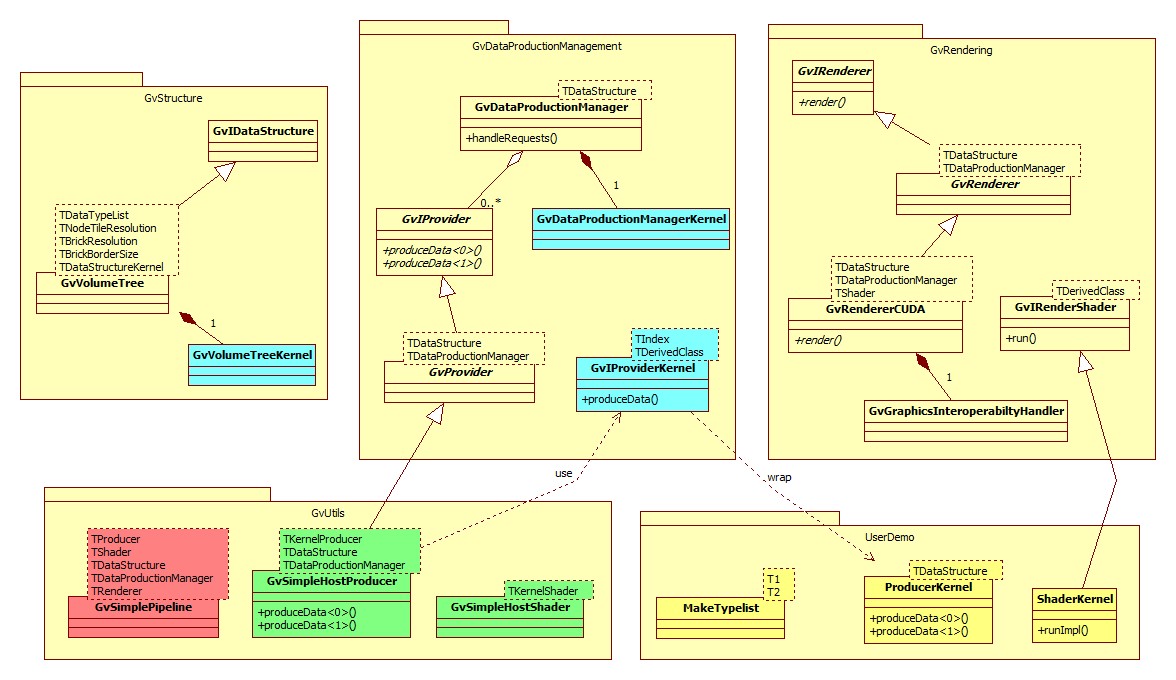 GvStructure
GvIDataStructure
TDataTypeList
TNodeTileResolution
TBrickResolution
TBrickBorderSize
TDataStructureKernel
GvVolumeTree
1
GvVolumeTreeKernel
GvDataProductionManagement
TDataStructure
GvDataProductionManager
+handleRequests()
1
0..*
GvIProvider
+produceData<0>()
+produceData<1>()
GvDataProductionManagerKernel
TDataStructure
TDataProductionManager
GvProvider
TIndex
TDerivedClass
GvIProviderKernel
+produceData()
GvRendering
GvIRenderer
+render()
TDataStructure
TDataProductionManager
GvRenderer
TDataStructure
TDataProductionManager
TShader
GvRendererCUDA
+render()
TDerivedClass
GvIRenderShader
+run()
1
GvGraphicsInteroperabiltyHandler
use
wrap
GvUtils
TProducer
TShader
TDataStructure
TDataProductionManager
TRenderer
GvSimplePipeline
TKernelProducer
TDataStructure
TDataProductionManager
GvSimpleHostProducer
+produceData<0>()
+produceData<1>()
TKernelShader
GvSimpleHostShader
UserDemo
T1
T2
MakeTypelist
TDataStructure
ProducerKernel
+produceData<0>()
+produceData<1>()
ShaderKernel
+runImpl()